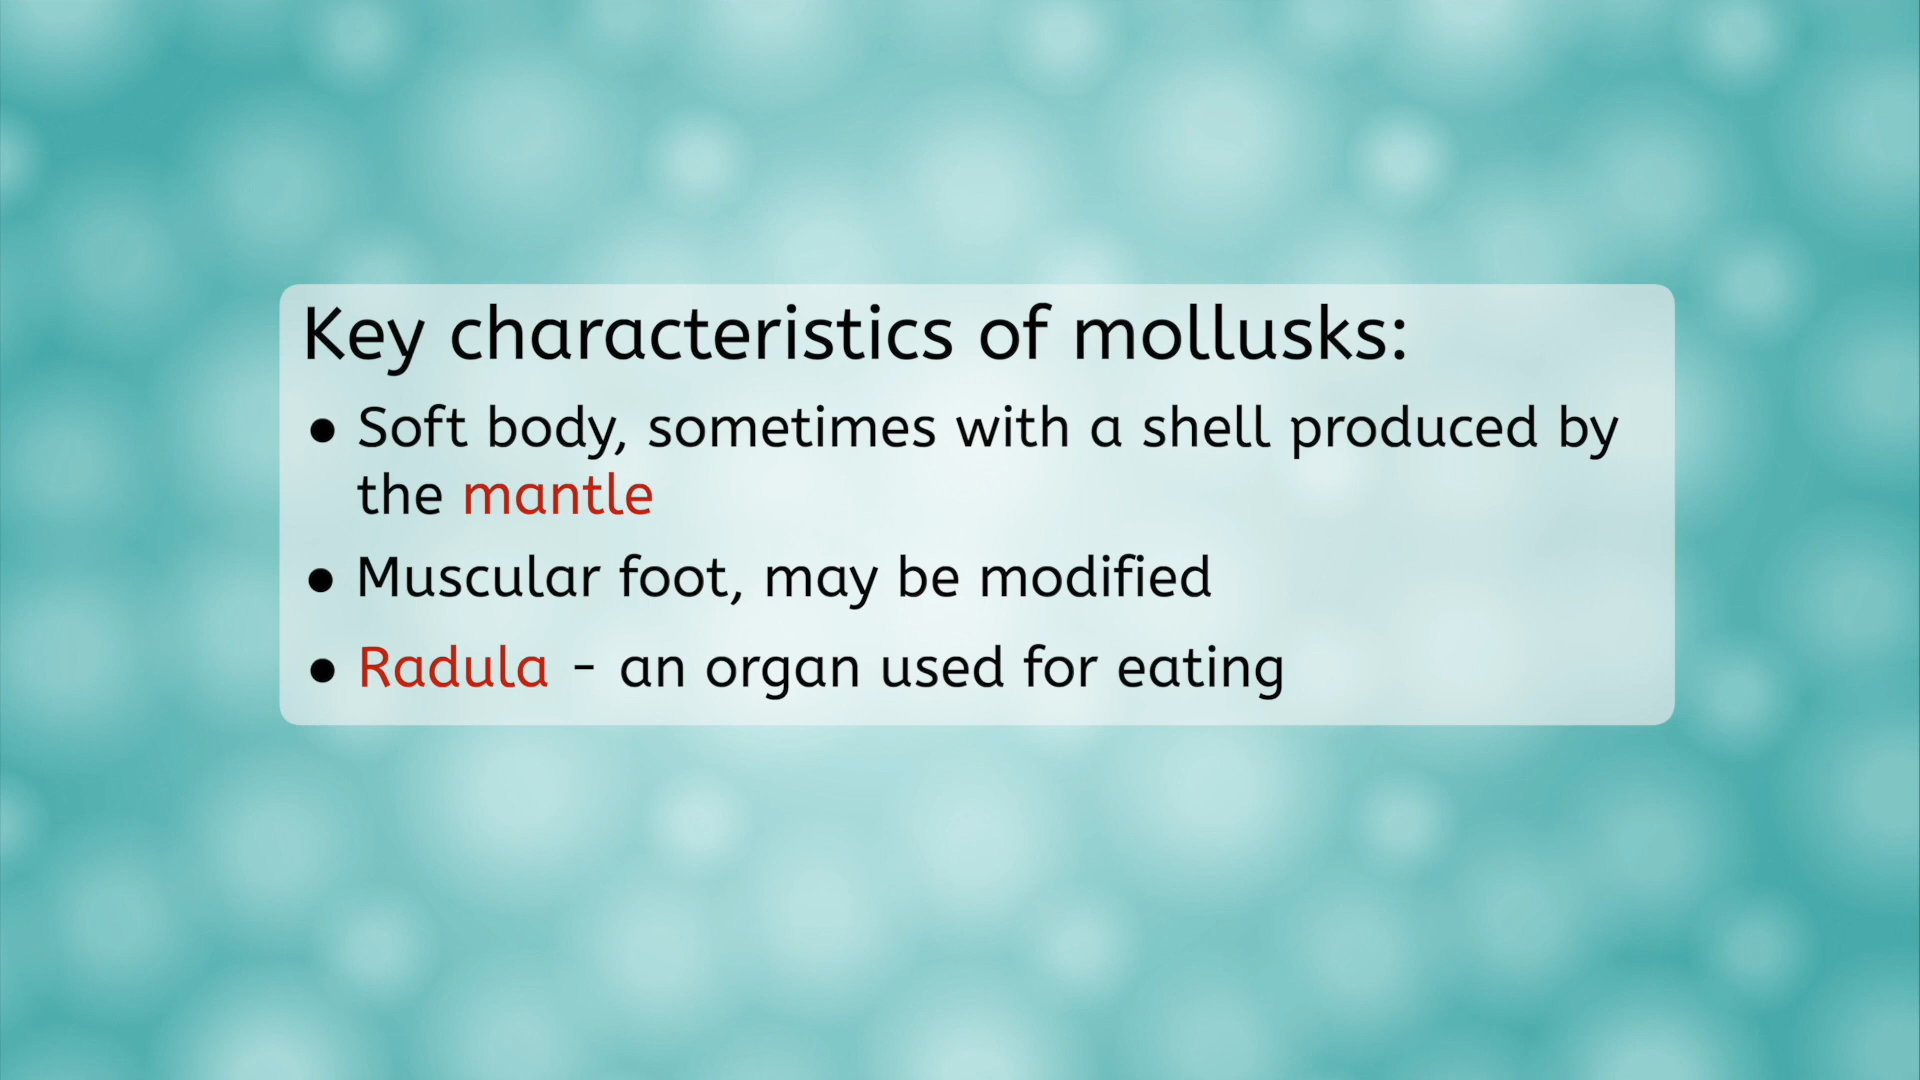 Key characteristics of mollusks:
● Soft body, sometimes with a shell produced by
the mantle
● Muscular foot, may be modified
● Radula - an organ used for eating